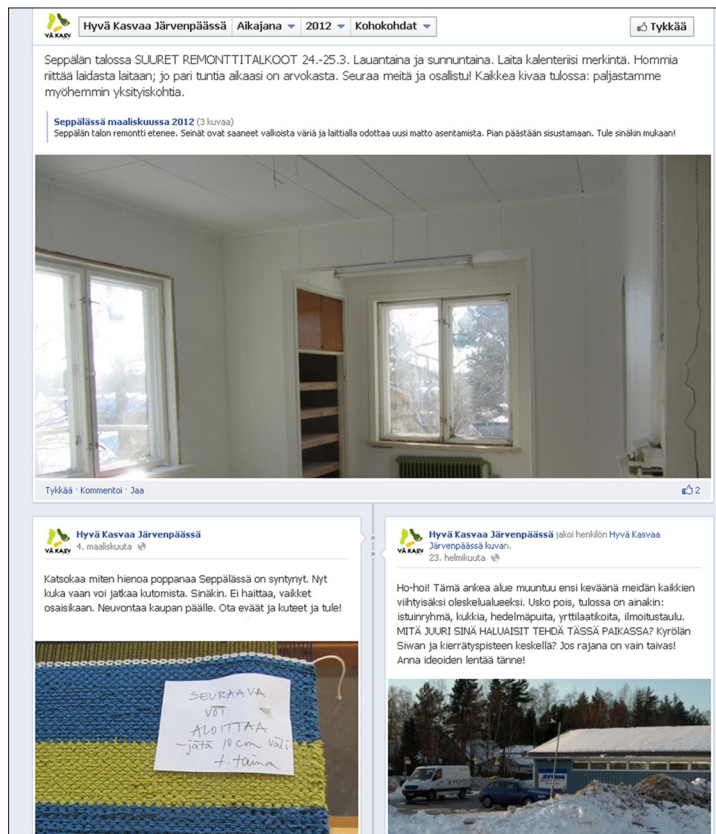 VÄ KASV
Hyvä Kasvaa Järvenpäässä Aikajana 2012 Kohokohdat
Tykkää
Seppälän talossa SUURET REMONTTITALKOOT 24.-25.3. Lauantaina ja sunnuntaina. Laita kalenteriisi merkintä. Hommia
riittää laidasta laitaan; jo pari tuntia aikaasi on arvokasta. Seuraa meitä ja osallistu! Kaikkea kivaa tulossa: paljastamme
myöhemmin yksityiskohtia.
Seppälässä maaliskuussa 2012 (3 kuvaa)
Seppälän talon remontti etenee. Seinät ovat saaneet valkoista väriä ja laittialla odottaa uusi matto asentamista. Pian päästään sisustamaan. Tule sinäkin mukaan!
Tykkää · Kommentoi · Jaa
2
VÄ KASV
Hyvä Kasvaa Järvenpäässä
4. maaliskuuta
Katsokaa miten hienoa poppanaa Seppälässä on syntynyt. Nyt
kuka vaan voi jatkaa kutomista. Sinäkin. Ei haittaa, vaikket
osaisikaan. Neuvontaa kaupan päälle. Ota eväät ja kuteet ja tule!
SEURAAVA
VOI
ALOITTAA
-jätä 10 cm väli
t. taina
VÄ KASV
Hyvä Kasvaa Järvenpäässä jakoi henkilön Hyvä Kasvaa
Järvenpäässä kuvan.
23. helmikuuta
Ho-hoi! Tämä ankea alue muuntuu ensi keväänä meidän kaikkien
viihtyisäksi oleskelualueeksi. Usko pois, tulossa on ainakin:
istuinryhmä, kukkia, hedelmäpuita, yrttilaatikoita, ilmoitustaulu.
MITÄ JUURI SINÄ HALUAISIT TEHDÄ TÄSSÄ PAIKASSA? Kyrölän
Siwan ja kierrätyspisteen keskellä? Jos rajana on vain taivas!
Anna ideoiden lentää tänne!